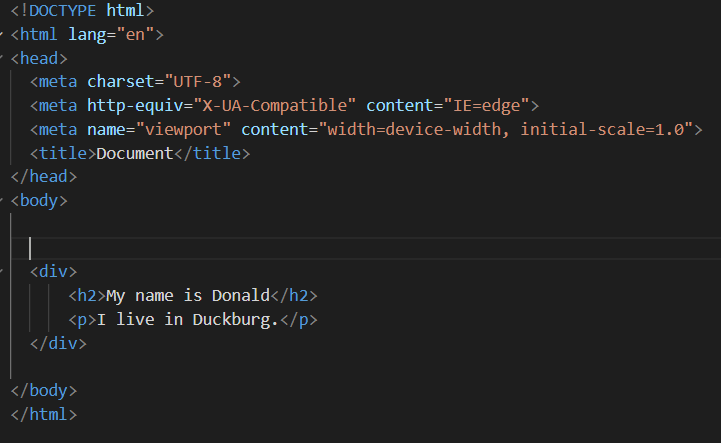 <!DOCTYPE html>
<html lang="en">
<head>
<meta charset="UTF-8">
<meta http-equiv="X-UA-Compatible" content="IE=edge">
<meta name="viewport" content="width=device-width, initial-scale=1.0">
<title>Document</title>
</head>
<body>
<div>
<h2>My name is Donald</h2>
<p>I live in Duckburg.</p>
</div>
</body>
</html>